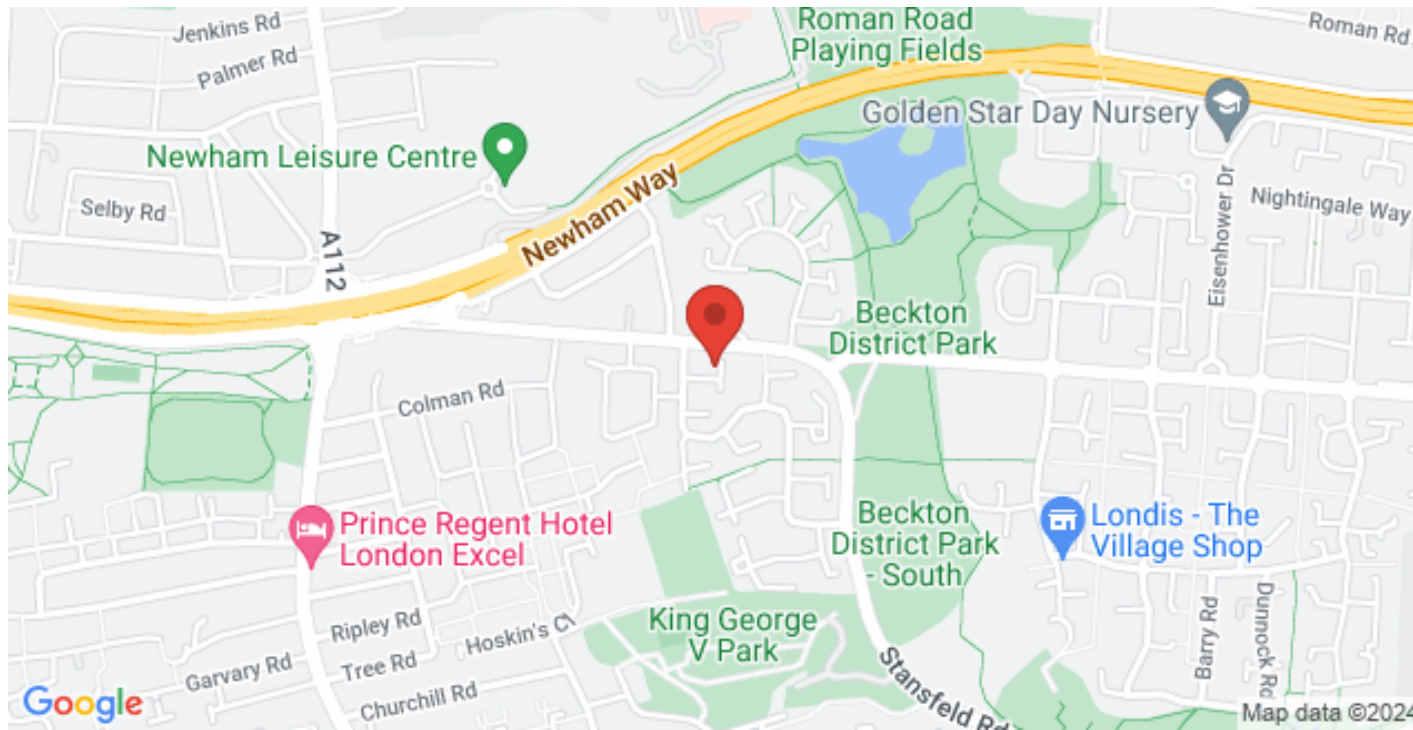 Jenkins Rd
Roman Road
Playing Fields
Roman Rd
Palmer Rd
Golden Star Day Nursery
Newham Leisure Centre
Newham Way
Selby Rd
Nightingale Way
A112
Eisenhower Dr
Beckton
District Park
Colman Rd
Prince Regent Hotel
London Excel
Beckton
District Park
- South
Londis - The
Village Shop
Ripley Rd
Hoskin's Cl
King George
V Park
Barry Rd
Dunnock Rd
Garvary Rd
Tree Rd
Churchill Rd
Stansfeld Rd
Google
Map data ©2024